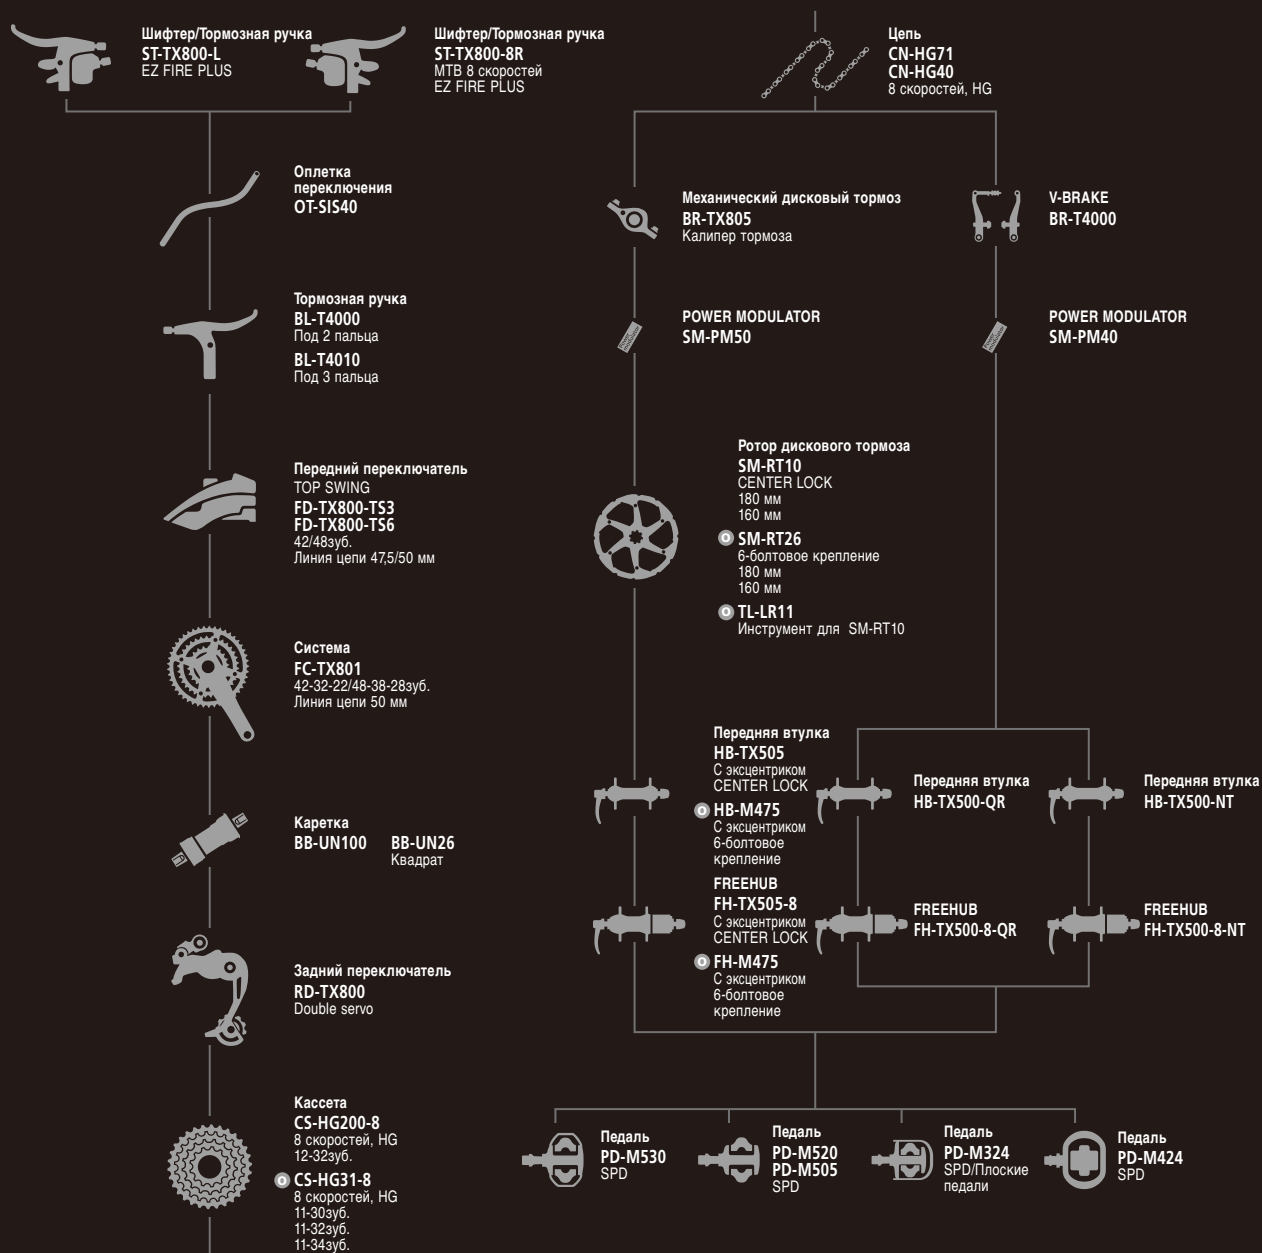 Шифтер/Тормозная ручка
ST-TX800-L
EZ FIRE PLUS
Шифтер/Тормозная ручка
ST-TX800-8R
МТВ 8 скоростей
EZ FIRE PLUS
Оплетка
переключения
OT-SIS40
Тормозная ручка
BL-T4000
Под 2 пальца
BL-T4010
Под 3 пальца
Передний переключатель
TOP SWING
FD-TX800-TS3
FD-TX800-TS6
42/48зуб.
Линия цепи 47,5/50 мм
Система
FC-TX801
42-32-22/48-38-28зуб.
Линия цепи 50 мм
Каретка
BB-UN100 BB-UN26
Квадрат
Задний переключатель
RD-TX800
Double servo
Кассета
CS-HG200-8
8 скоростей, HG
12-32зуб.
O CS-HG31-8
8 скоростей, HG
11-30зуб.
11-32зуб.
11-34зуб.
Цепь
CN-HG71
CN-HG40
8 скоростей, HG
Механический дисковый тормоз
BR-TX805
Калипер тормоза
V-BRAKE
BR-T4000
POWER MODULATOR
SM-PM50
POWER MODULATOR
SM-PM40
Ротор дискового тормоза
SM-RT10
CENTER LOCK
180 мм
160 мм
O SM-RT26
6-болтовое крепление
180 мм
160 мм
O TL-LR11
Инструмент для SM-RT10
Передняя втулка
HB-TX505
С эксцентриком
CENTER LOCK
O HB-M475
С эксцентриком
6-болтовое
крепление
FREEHUB
FH-TX505-8
С эксцентриком
CENTER LOCK
O FH-M475
С эксцентриком
6-болтовое
крепление
Передняя втулка
HB-TX500-QR
Передняя втулка
HB-TX500-NT
FREEHUB
FH-TX500-8-QR
FREEHUB
FH-TX500-8-NT
Педаль
PD-M530
SPD
Педаль
PD-M520
PD-M505
SPD
Педаль
PD-M324
SPD/Плоские
педали
Педаль
PD-M424
SPD